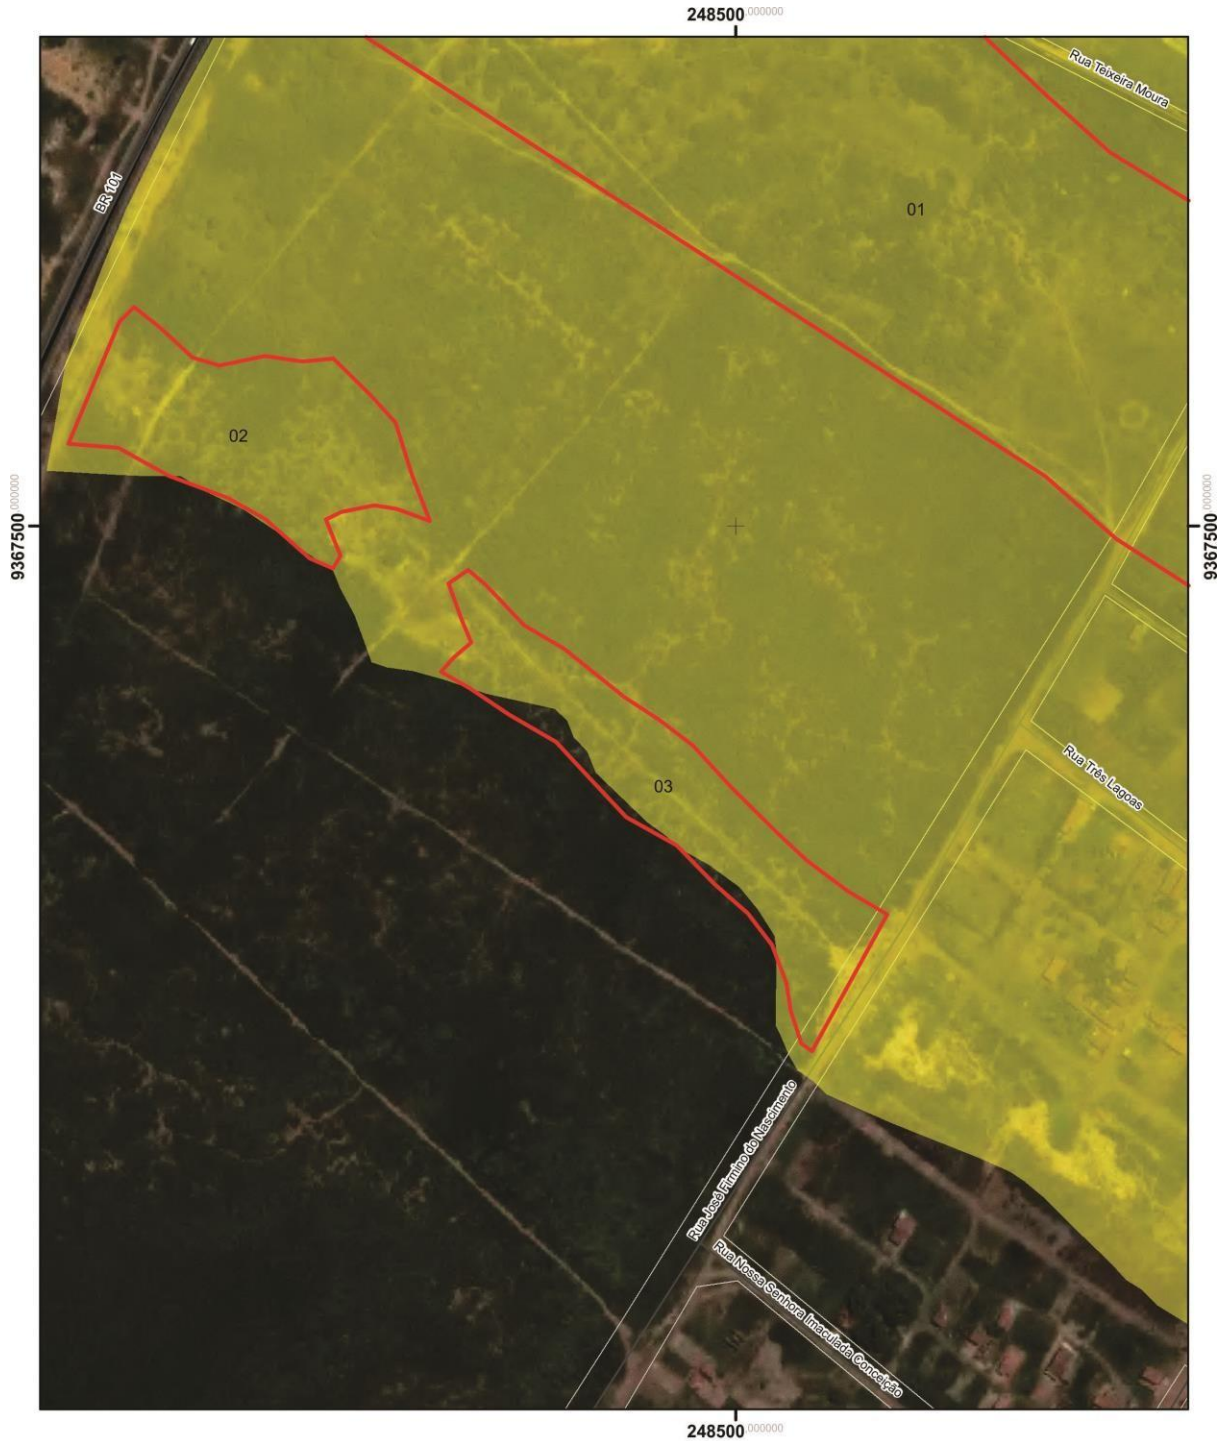 248500,000000
Rua Teixeira Moura
BR 101
01
02
9367500,000000
9367500,000000
Rua Três Lagoas
03
Rua José Firmino do Nascimento
Rua Nossa Senhora Imaculada Conceição
248500,000000